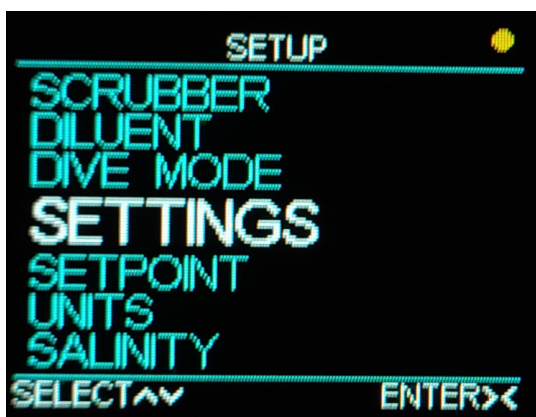 SETUP
SCRUBBER
DILUENT
DIVE MODE
SETTINGS
SETPOINT
UNITS
SALINITY
SELECT˄˅ ENTER><